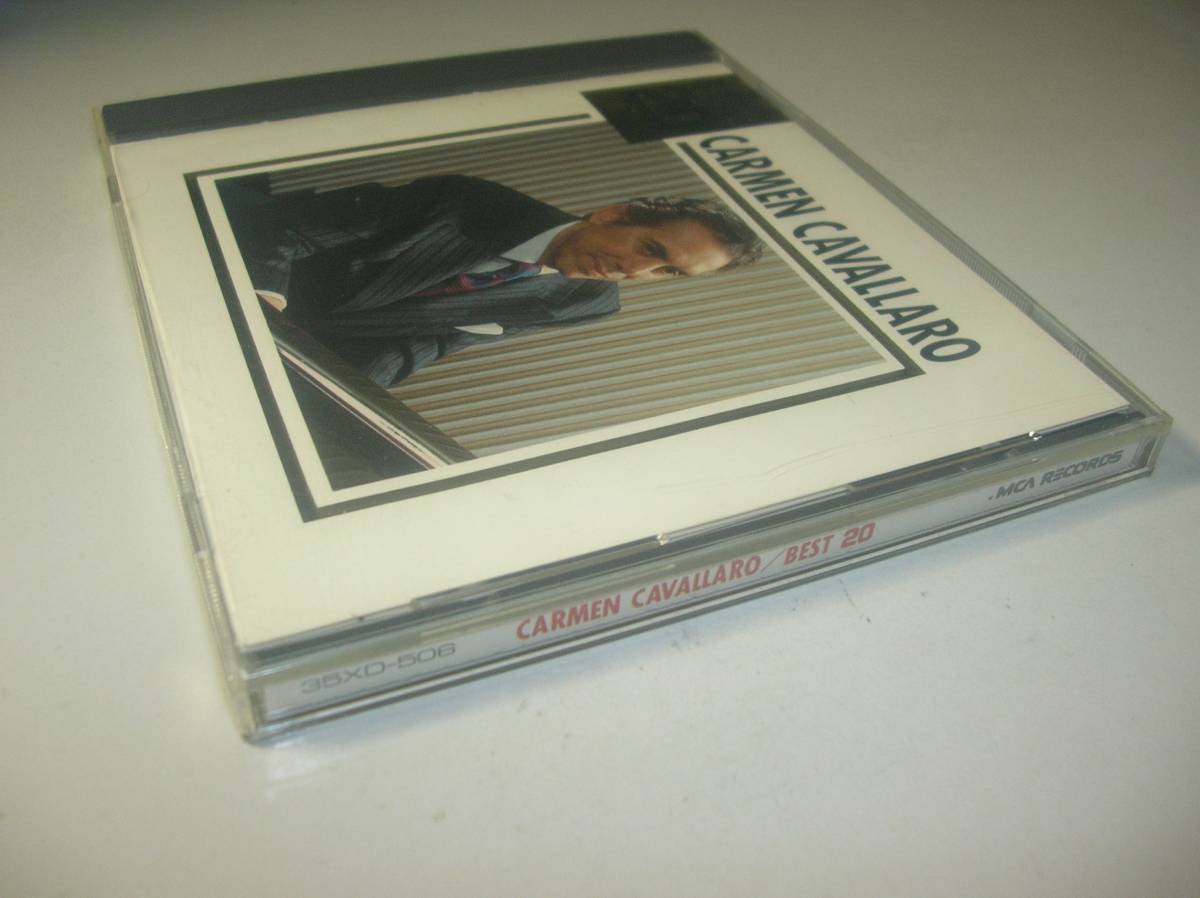 CARMEN CAVALLARO
35XD-506
CARMEN CAVALLARO/BEST 20
MCA RECORDS